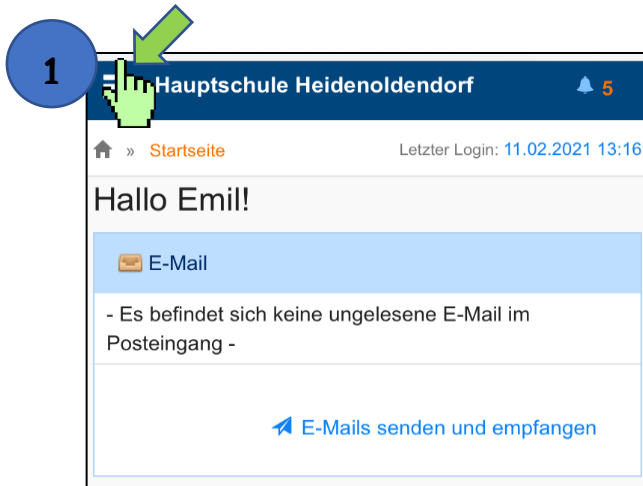 1
Hauptschule Heidenoldendorf 5
» Startseite Letzter Login: 11.02.2021 13:16
Hallo Emil!
E-Mail
- Es befindet sich keine ungelesene E-Mail im
Posteingang -
E-Mails senden und empfangen